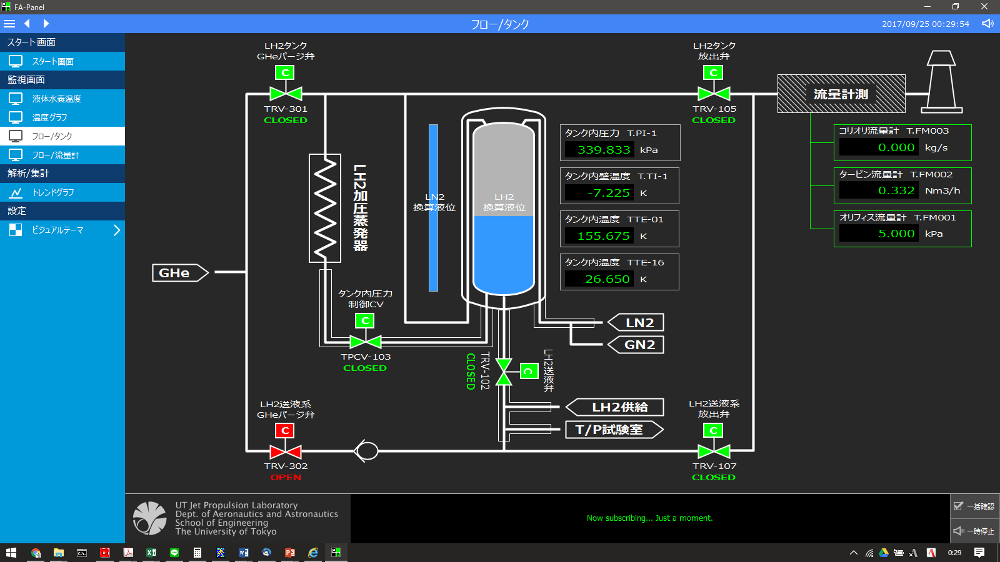 FA-Panel
フロー/タンク
2017/09/25 00:29:54
スタート画面
スタート画面
監視画面
液体水素温度
温度グラフ
フロー/タンク
フロー/流量計
解析/集計
トレンドグラフ
設定
ビジュアルテーマ
LH2タンク
GHeパージ弁
C
TRV-301
CLOSED
LH2タンク
放出弁
C
TRV-105
CLOSED
流量計測
コリオリ流量計 T.FM003
0.000 kg/s
タービン流量計 T.FM002
0.332 Nm3/h
オリフィス流量計 T.FM001
5.000 kPa
タンク内圧力 T.PI-1
339.833 kPa
タンク内壁温度 T.TI-1
-7.225 K
タンク内温度 TTE-01
155.675 K
タンク内温度 TTE-16
26.650 K
LH2加圧蒸発器
LN2
換算液位
LH2
換算液位
GHe
タンク内圧力
制御CV
C
TPCV-103
CLOSED
LN2
GN2
TRV-102
CLOSED
C
LH2送液弁
LH2供給
T/P試験室
LH2送液系
GHeパージ弁
C
TRV-302
OPEN
LH2送液系
放出弁
C
TRV-107
CLOSED
UT Jet Propulsion Laboratory
Dept. of Aeronautics and Astronautics
School of Engineering
The University of Tokyo
Now subscribing... Just a moment.
一括確認
一時停止
0:29